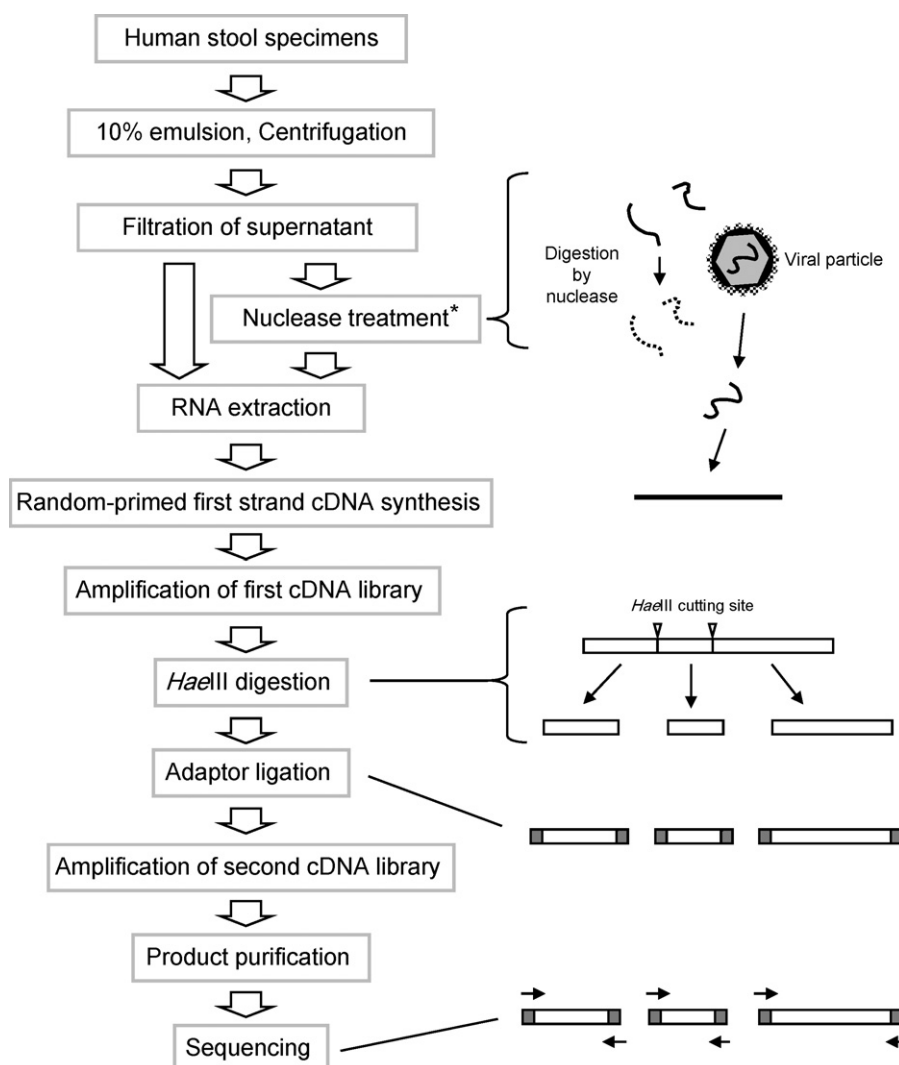 Human stool specimens
10% emulsion, Centrifugation
Filtration of supernatant
Nuclease treatment*
Digestion
by
nuclease
Viral particle
RNA extraction
Random-primed first strand cDNA synthesis
Amplification of first cDNA library
HaeIII digestion
HaeIII cutting site
Adaptor ligation
Amplification of second cDNA library
Product purification
Sequencing